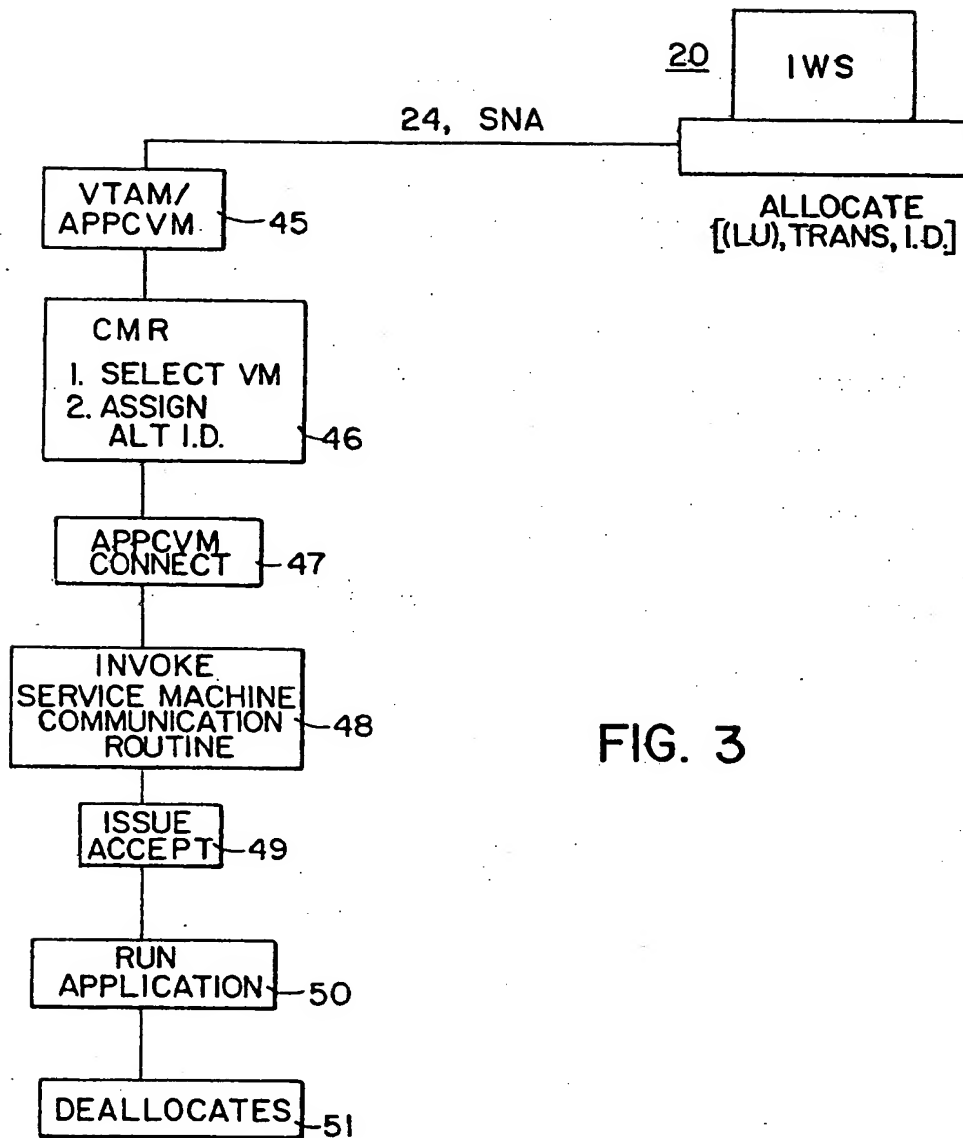 20
IWS
24, SNA
ALLOCATE
[(LU), TRANS, I.D.]
VTAM/
APPCVM
45
CMR
1. SELECT VM
2. ASSIGN
ALT I.D.
46
APPCVM
CONNECT
47
INVOKE
SERVICE MACHINE
COMMUNICATION
ROUTINE
48
FIG. 3
ISSUE
ACCEPT
49
RUN
APPLICATION
50
DEALLOCATES
51